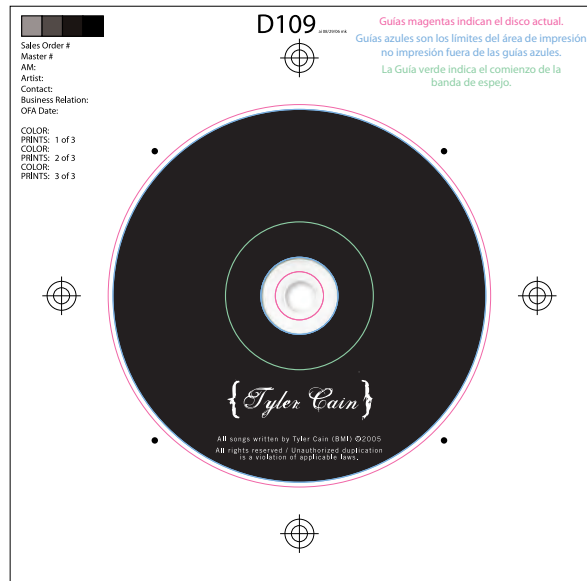 D109
Guías magentas indican el disco actual.
Guías azules son los límites del área de impresión
no impresión fuera de las guías azules.
La Guía verde indica el comienzo de la
banda de espejo.
Sales Order #
Master #
AM:
Artist:
Contact:
Business Relation:
OFA Date:
COLOR:
PRINTS: 1 of 3
COLOR:
PRINTS: 2 of 3
COLOR:
PRINTS: 3 of 3
{Tyler Cain}
All songs written by Tyler Cain (BMI) ©2005
All rights reserved / Unauthorized duplication
is a violation of applicable laws.